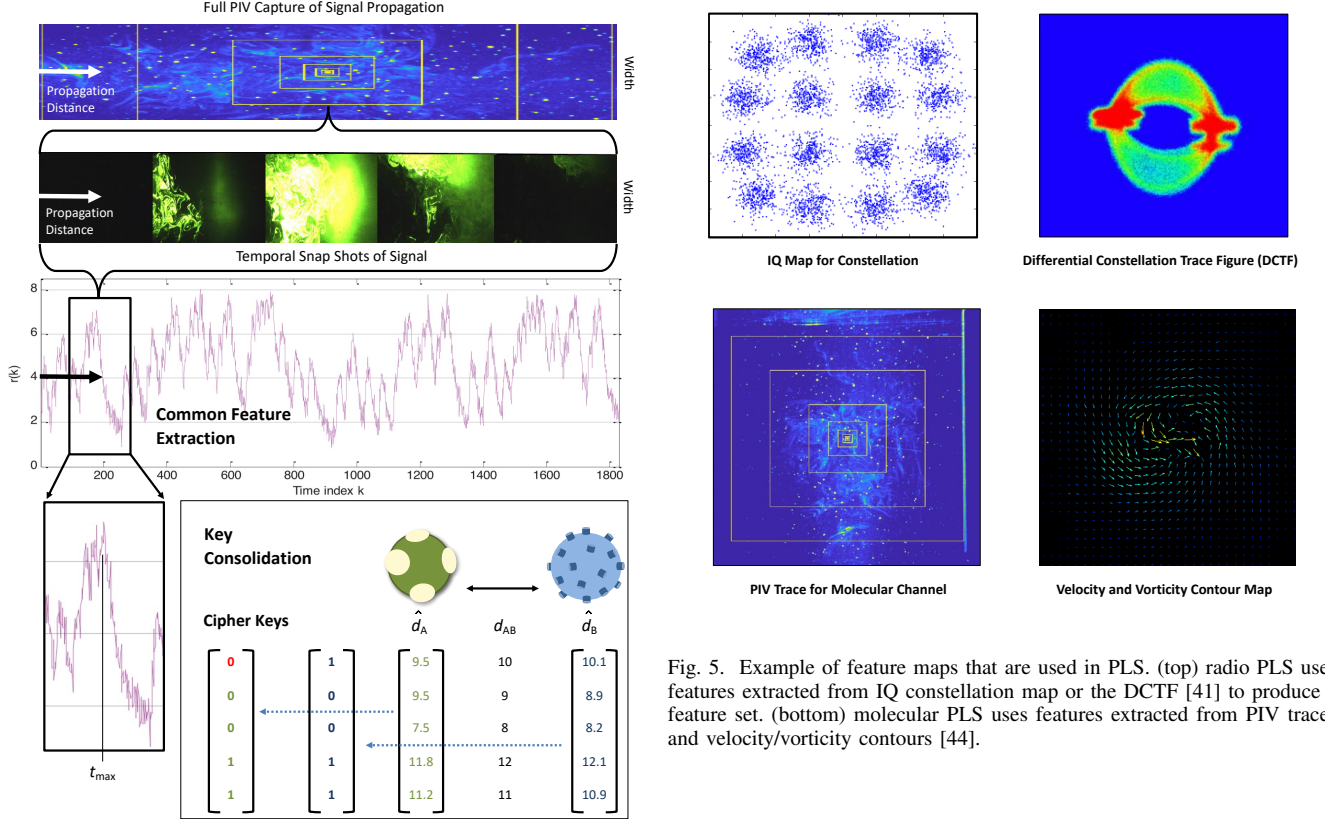 Full PIV Capture of Signal Propagation
Propagation
Distance
Width
Propagation
Distance
Width
Temporal Snap Shots of Signal
8
6
4
2
0
r(k)
Common Feature
Extraction
200
400
600
800
1000
1200
1400
1600
1800
Time index k
t_max
Key
Consolidation
Cipher Keys
d̂_A
d_AB
d̂_B
0 1 9.5 10 10.1
0 0 9.5 9 8.9
0 0 7.5 8 8.2
1 1 11.8 12 12.1
1 1 11.2 11 10.9
IQ Map for Constellation
Differential Constellation Trace Figure (DCTF)
PIV Trace for Molecular Channel
Velocity and Vorticity Contour Map
Fig. 5. Example of feature maps that are used in PLS. (top) radio PLS use
features extracted from IQ constellation map or the DCTF [41] to produce
feature set. (bottom) molecular PLS uses features extracted from PIV trace
and velocity/vorticity contours [44].